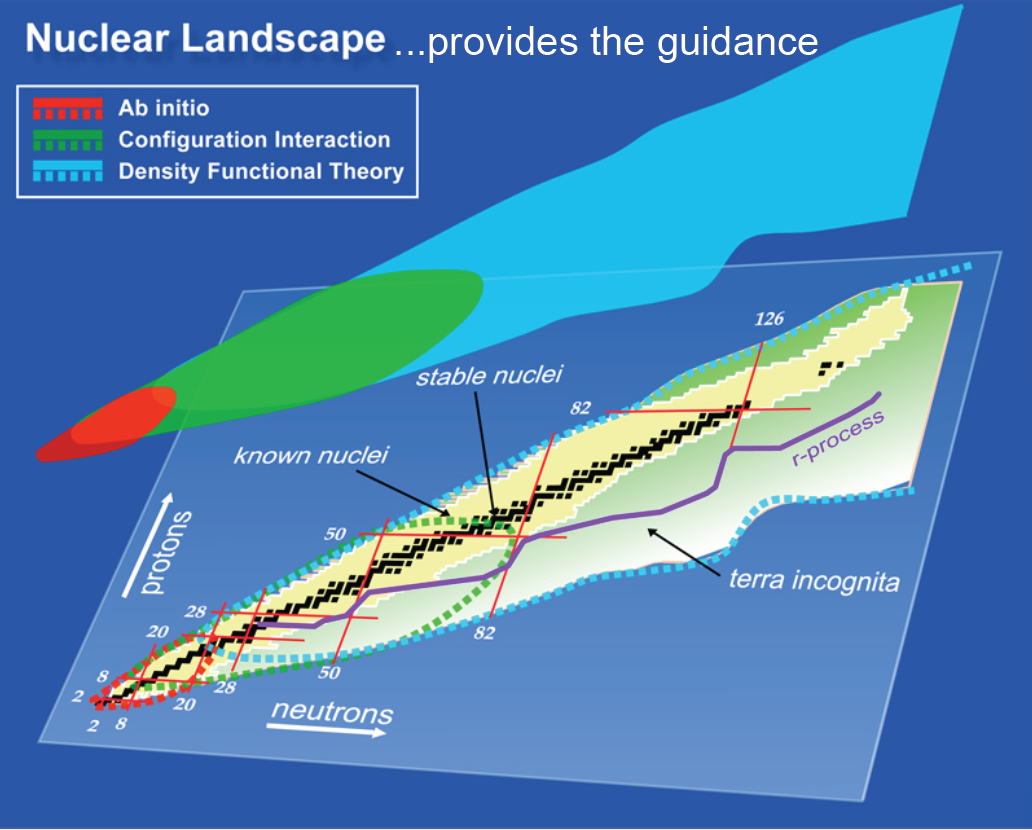 Nuclear Landscape ...provides the guidance
Ab initio
Configuration Interaction
Density Functional Theory
126
stable nuclei
82
known nuclei
r-process
50
protons
terra incognita
28
20
82
8
50
2
28
20
neutrons
2
8